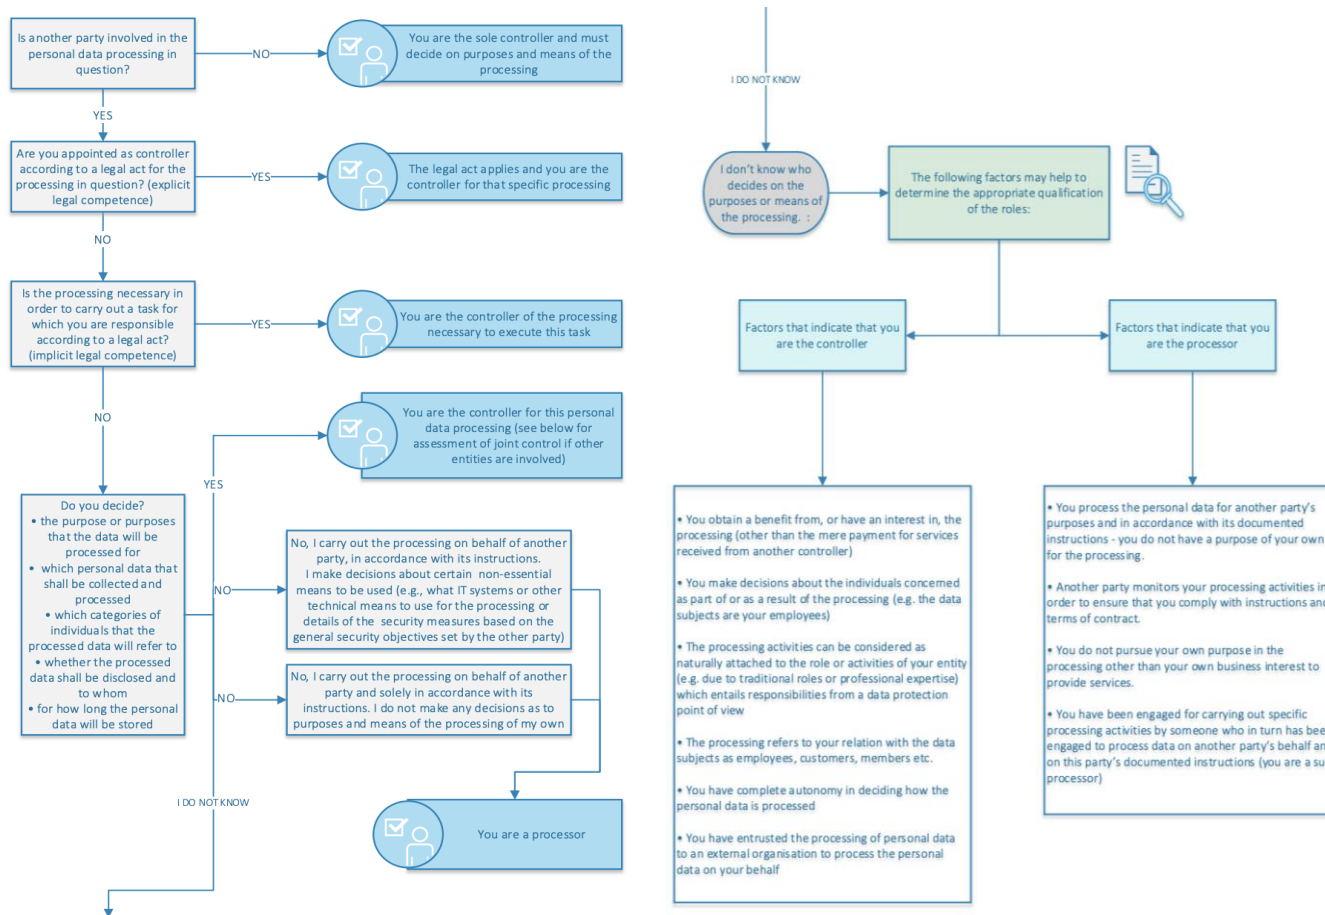 Is another party involved in the
personal data processing in
question?
NO
You are the sole controller and must
decide on purposes and means of the
processing
YES
Are you appointed as controller
according to a legal act for the
processing in question? (explicit
legal competence)
YES
The legal act applies and you are the
controller for that specific processing
NO
Is the processing necessary in
order to carry out a task for
which you are responsible
according to a legal act?
(implicit legal competence)
YES
You are the controller of the processing
necessary to execute this task
NO
You are the controller for this personal
data processing (see below for
assessment of joint control if other
entities are involved)
YES
Do you decide?
• the purpose or purposes
that the data will be
processed for
• which personal data that
shall be collected and
processed
• which categories of
individuals that the
processed data will refer to
• whether the processed
data shall be disclosed and
to whom
• for how long the personal
data will be stored
NO
No, I carry out the processing on behalf of another
party, in accordance with its instructions.
I make decisions about certain non-essential
means to be used (e.g., what IT systems or other
technical means to use for the processing or
details of the security measures based on the
general security objectives set by the other party)
NO
No, I carry out the processing on behalf of another
party and solely in accordance with its
instructions. I do not make any decisions as to
purposes and means of the processing of my own
I DO NOT KNOW
You are a processor
I DO NOT KNOW
I don't know who
decides on the
purposes or means of
the processing. :
The following factors may help to
determine the appropriate qualification
of the roles:
Factors that indicate that you
are the controller
Factors that indicate that you
are the processor
• You obtain a benefit from, or have an interest in, the
processing (other than the mere payment for services
received from another controller)
• You make decisions about the individuals concerned
as part of or as a result of the processing (e.g. the data
subjects are your employees)
• The processing activities can be considered as
naturally attached to the role or activities of your entity
(e.g. due to traditional roles or professional expertise)
which entails responsibilities from a data protection
point of view
• The processing refers to your relation with the data
subjects as employees, customers, members etc.
• You have complete autonomy in deciding how the
personal data is processed
• You have entrusted the processing of personal data
to an external organisation to process the personal
data on your behalf
• You process the personal data for another party's
purposes and in accordance with its documented
instructions - you do not have a purpose of your own
for the processing.
• Another party monitors your processing activities in
order to ensure that you comply with instructions and
terms of contract.
• You do not pursue your own purpose in the
processing other than your own business interest to
provide services.
• You have been engaged for carrying out specific
processing activities by someone who in turn has been
engaged to process data on another party's behalf an
on this party's documented instructions (you are a su
processor)